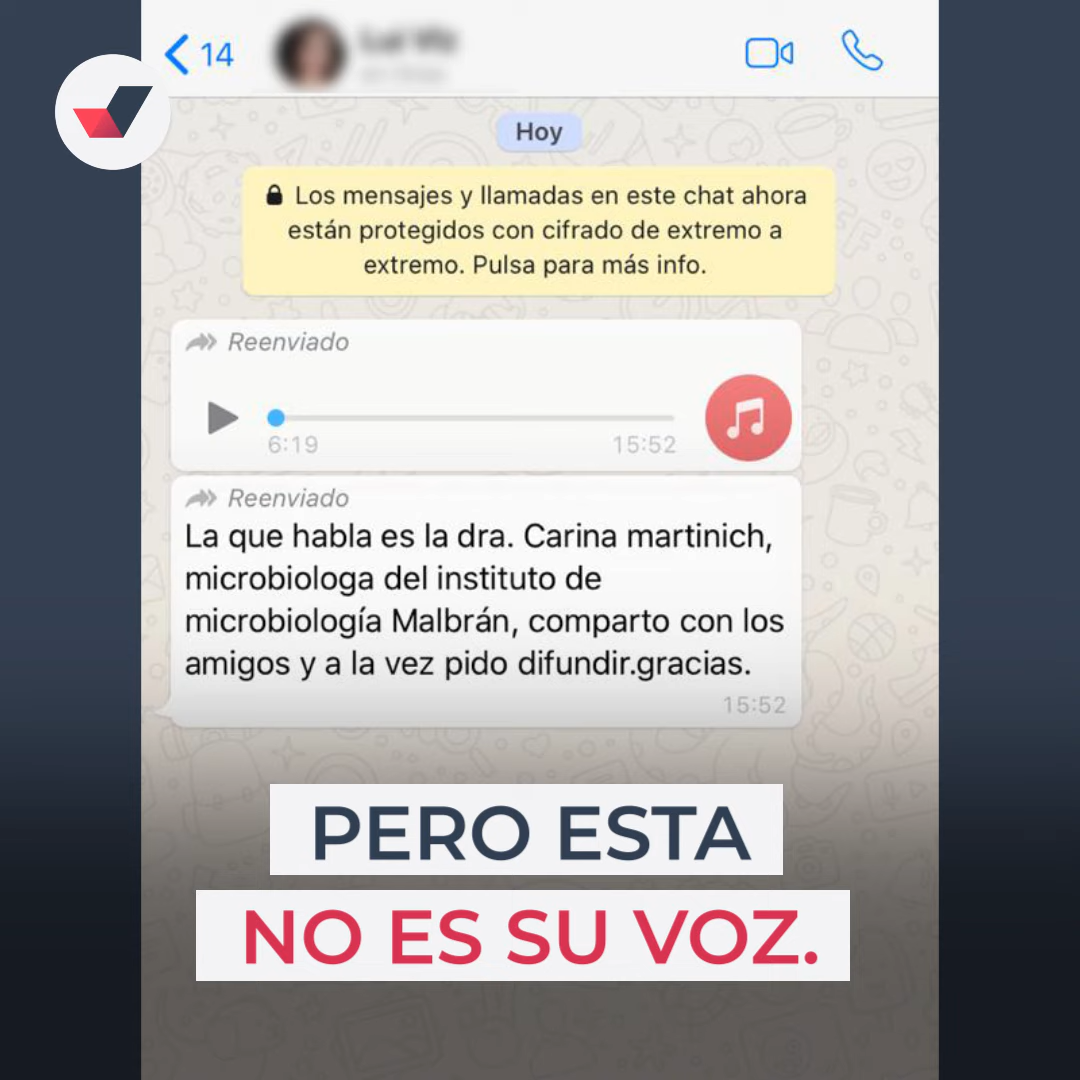 14
Hoy
Los mensajes y llamadas en este chat ahora
están protegidos con cifrado de extremo a
extremo. Pulsa para más info.
Reenviado
6:19
15:52
Reenviado
La que habla es la dra. Carina martinich,
microbiologa del instituto de
microbiología Malbrán, comparto con los
amigos y a la vez pido difundir.gracias.
15:52
PERO ESTA
NO ES SU VOZ.